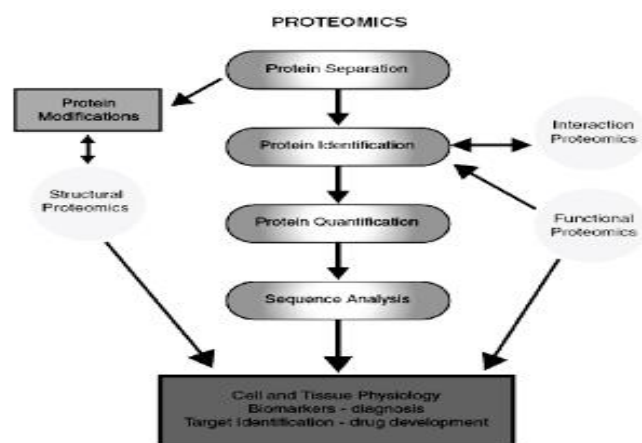 PROTEOMICS
Protein Separation
Protein
Modifications
Protein Identification
Interaction
Proteomics
Structural
Proteomics
Protein Quantification
Functional
Proteomics
Sequence Analysis
Cell and Tissue Physiology
Biomarkers - diagnosis
Target Identification - drug development